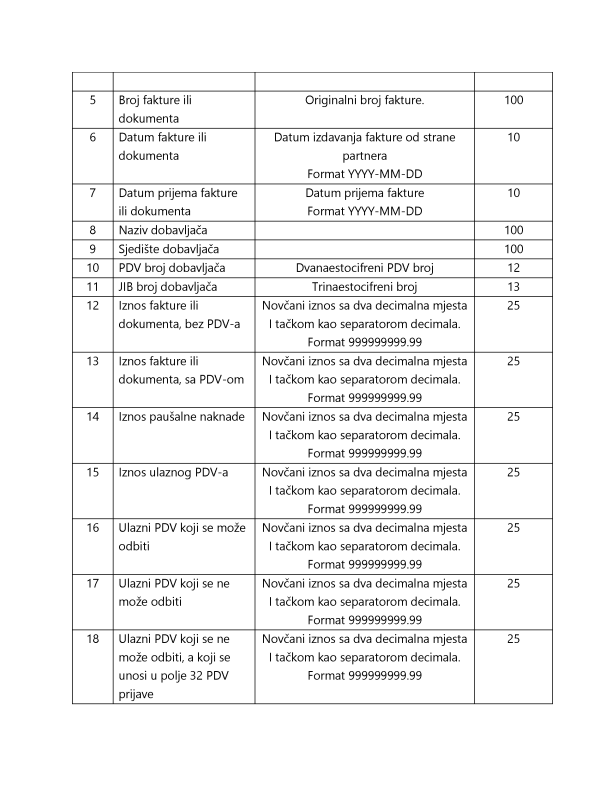 5 Broj fakture ili Originalni broj fakture. 100
dokumenta
6 Datum fakture ili Datum izdavanja fakture od strane 10
dokumenta partnera
Format YYYY-MM-DD
7 Datum prijema fakture Datum prijema fakture 10
ili dokumenta Format YYYY-MM-DD
8 Naziv dobavljača 100
9 Sjedište dobavljača 100
10 PDV broj dobavljača Dvanaestocifreni PDV broj 12
11 JIB broj dobavljača Trinaestocifreni broj 13
12 Iznos fakture ili Novčani iznos sa dva decimalna mjesta 25
dokumenta, bez PDV-a I tačkom kao separatorom decimala.
Format 999999999.99
13 Iznos fakture ili Novčani iznos sa dva decimalna mjesta 25
dokumenta, sa PDV-om I tačkom kao separatorom decimala.
Format 999999999.99
14 Iznos paušalne naknade Novčani iznos sa dva decimalna mjesta 25
I tačkom kao separatorom decimala.
Format 999999999.99
15 Iznos ulaznog PDV-a Novčani iznos sa dva decimalna mjesta 25
I tačkom kao separatorom decimala.
Format 999999999.99
16 Ulazni PDV koji se može Novčani iznos sa dva decimalna mjesta 25
odbiti I tačkom kao separatorom decimala.
Format 999999999.99
17 Ulazni PDV koji se ne Novčani iznos sa dva decimalna mjesta 25
može odbiti I tačkom kao separatorom decimala.
Format 999999999.99
18 Ulazni PDV koji se ne Novčani iznos sa dva decimalna mjesta 25
može odbiti, a koji se I tačkom kao separatorom decimala.
unosi u polje 32 PDV Format 999999999.99
prijave